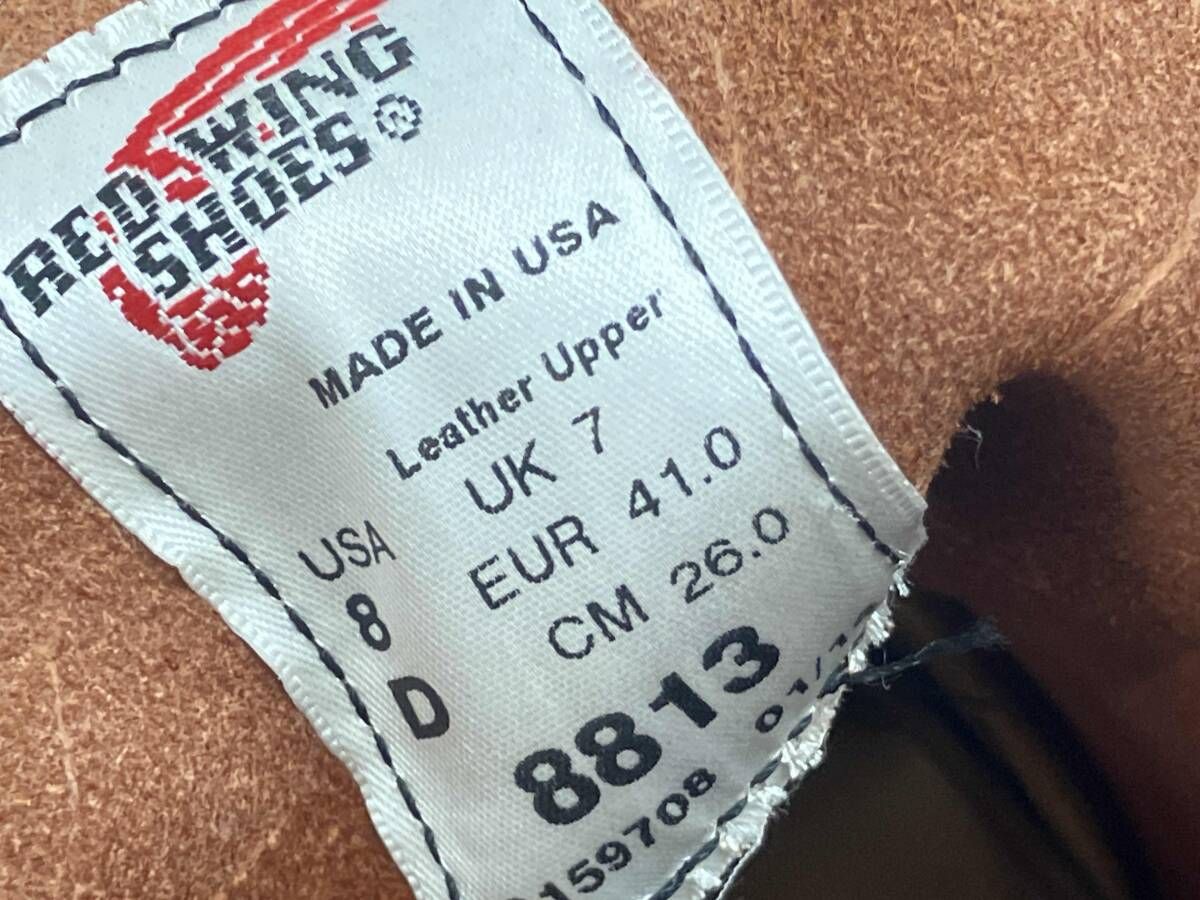 RED WING
SHOES®
MADE IN USA
Leather Upper
UK 7
EUR 41.0
CM 26.0
USA
8
D
8813
159708